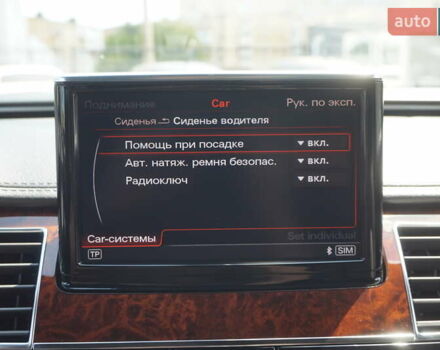 auto
Поднимание Car Рук. по эксп.
Сиденья Сиденье водителя
Помощь при посадке ▼ вкл.
Авт. натяж. ремня безопас. ▼ вкл.
Радиоключ ▼ вкл.
Car-системы Set individual
TP SIM